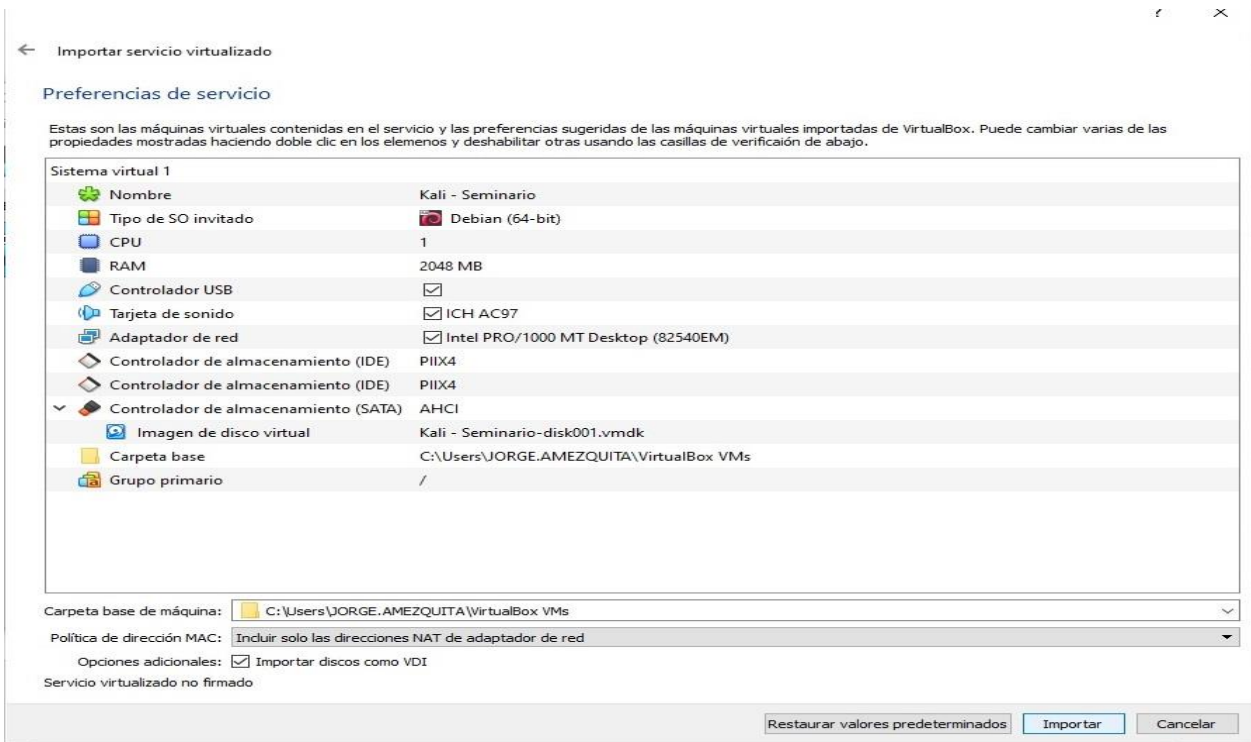 Importar servicio virtualizado
Preferencias de servicio
Estas son las máquinas virtuales contenidas en el servicio y las preferencias sugeridas de las máquinas virtuales importadas de VirtualBox. Puede cambiar varias de las
propiedades mostradas haciendo doble clic en los elemenos y deshabilitar otras usando las casillas de verificaión de abajo.
Sistema virtual 1
Nombre Kali - Seminario
Tipo de SO invitado Debian (64-bit)
CPU 1
RAM 2048 MB
Controlador USB
Tarjeta de sonido ICH AC97
Adaptador de red Intel PRO/1000 MT Desktop (82540EM)
Controlador de almacenamiento (IDE) PIIX4
Controlador de almacenamiento (IDE) PIIX4
Controlador de almacenamiento (SATA) AHCI
Imagen de disco virtual Kali - Seminario-disk001.vmdk
Carpeta base C:\Users\JORGE.AMEZQUITA\VirtualBox VMs
Grupo primario /
Carpeta base de máquina: C:\Users\JORGE.AMEZQUITA\VirtualBox VMs
Política de dirección MAC: Incluir solo las direcciones NAT de adaptador de red
Opciones adicionales: Importar discos como VDI
Servicio virtualizado no firmado
Restaurar valores predeterminados Importar Cancelar